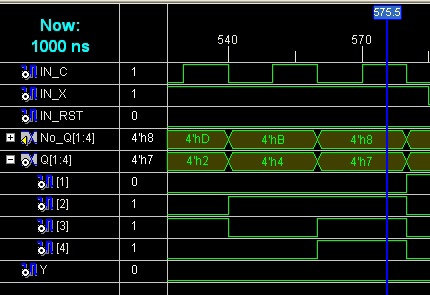 575.5
Now:
1000 ns
540 570
IN_C 1
IN_X 1
IN_RST 0
No_Q[1:4] 4'h8 4'hD 4'hB 4'h8
Q[1:4] 4'h7 4'h2 4'h4 4'h7
[1] 0
[2] 1
[3] 1
[4] 1
Y 0